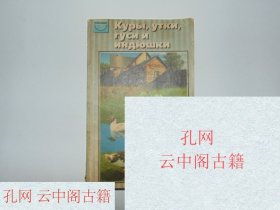 Куры, утки,
гуси и
индюшки
孔网
云中阁古籍
孔网 云中阁古籍